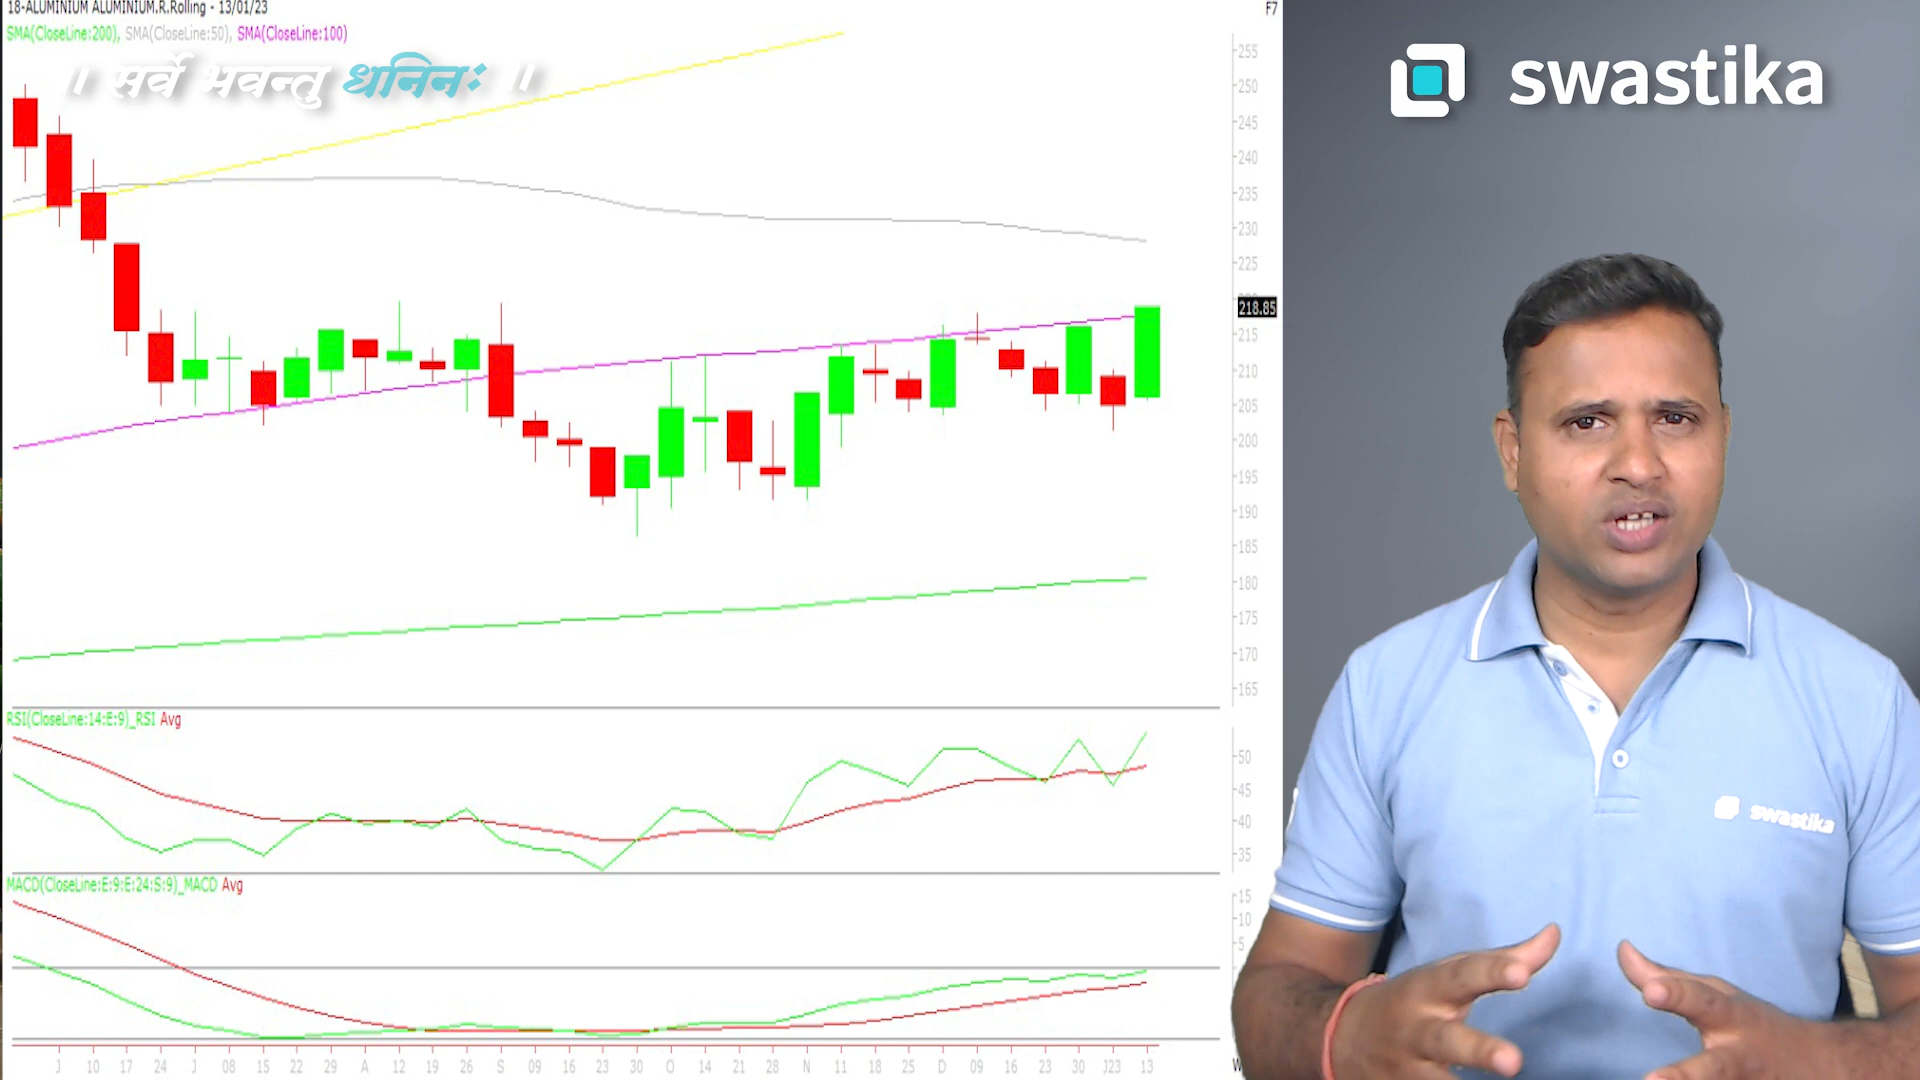 18-ALUMINIUM ALUMINIUM.R.Rolling - 13/01/23
F7
SMA(CloseLine:200), SMA(CloseLine:50), SMA(CloseLine:100)
। सर्वे भवन्तु धनिनः ।
swastika
255
250
245
240
235
230
225
218.85
215
210
205
200
195
190
185
180
175
170
165
RSI(CloseLine:14:E:9)_RSI Avg
50
45
40
35
swastika
MACD(CloseLine:E:9:E:24:S:9)_MACD Avg
15
10
5
J 10 17 24 J 08 15 22 29 A 12 19 26 S 09 16 23 30 O 14 21 28 N 11 18 25 D 09 16 23 30 J23 13